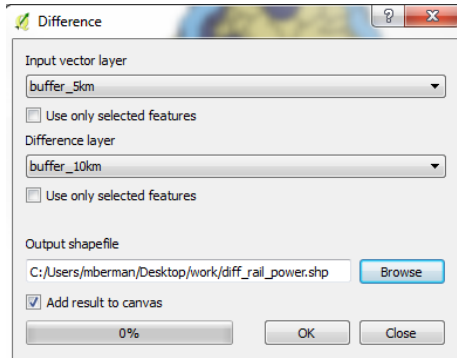 Difference
Input vector layer
buffer_5km
Use only selected features
Difference layer
buffer_10km
Use only selected features
Output shapefile
C:/Users/mberman/Desktop/work/diff_rail_power.shp
Browse
Add result to canvas
0%
OK
Close